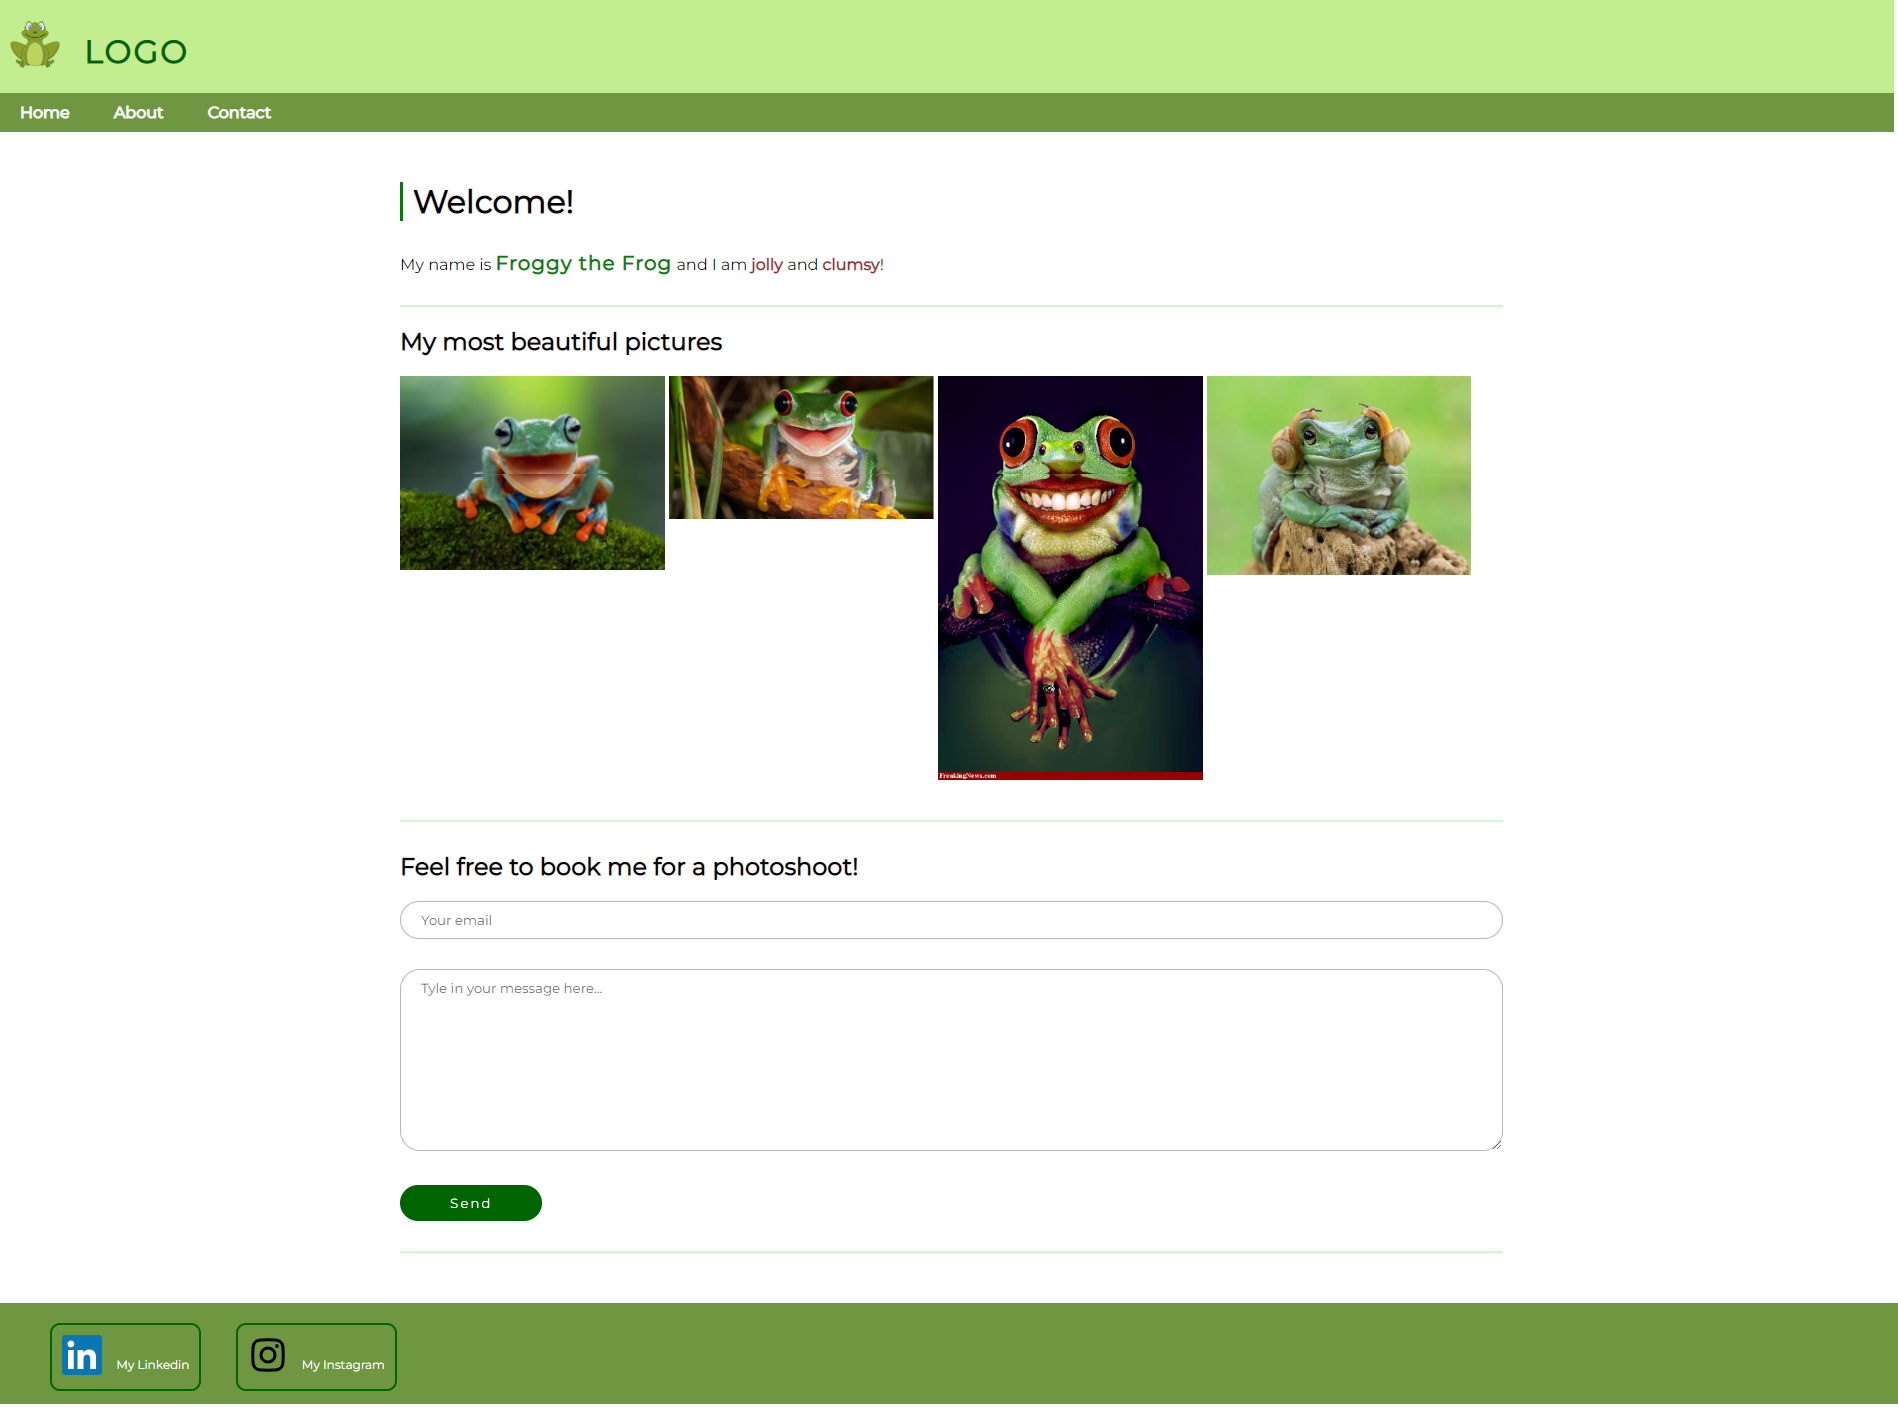 LOGO
Home About Contact
Welcome!
My name is Froggy the Frog and I am jolly and clumsy!
My most beautiful pictures
FreakingNews.com
Feel free to book me for a photoshoot!
Your email
Tyle in your message here...
Send
in My Linkedin My Instagram